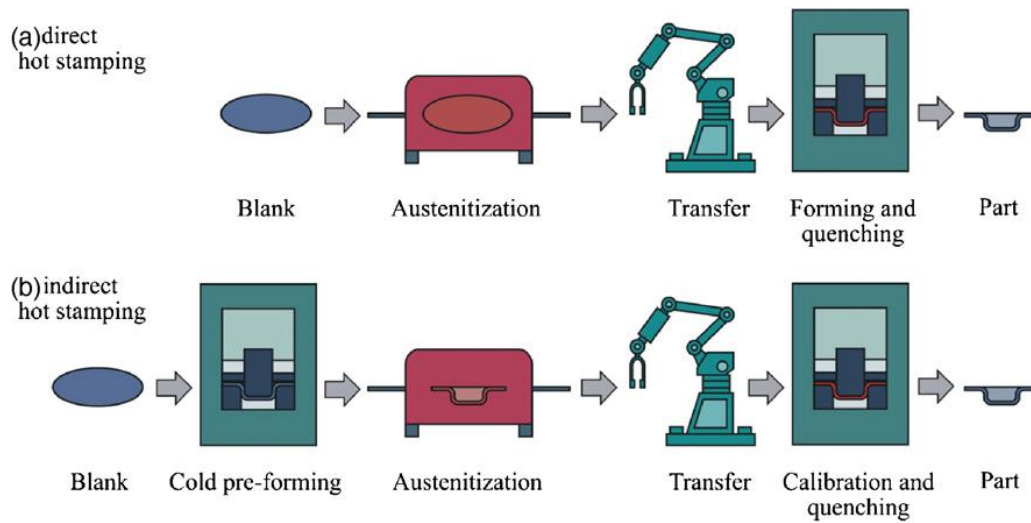 (a)direct
hot stamping
Blank
Austenitization
Transfer
Forming and
quenching
Part
(b)indirect
hot stamping
Blank
Cold pre-forming
Austenitization
Transfer
Calibration and
quenching
Part